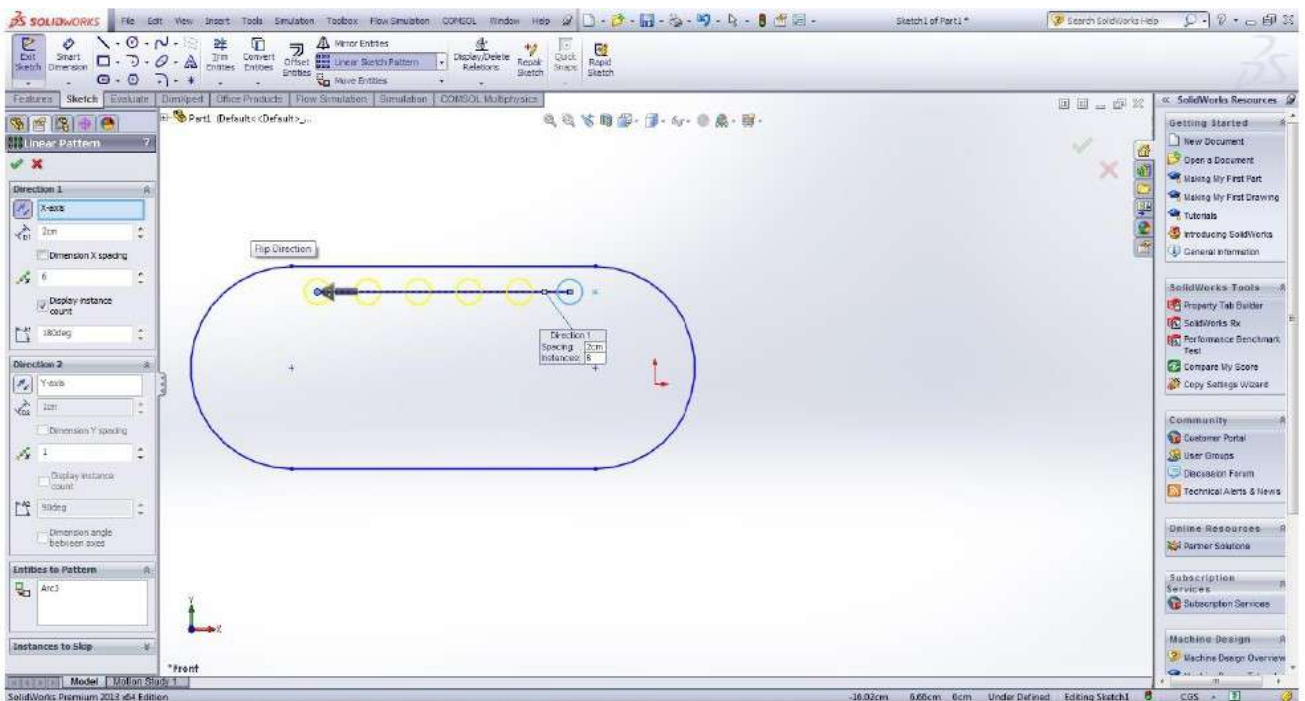 SOLIDWORKS File Edit View Insert Tools Simulation Toolbox Flow Simulation COMSOL Window Help
Sketch1 of Part1 *
Search SolidWorks Help
Exit Sketch
Smart Dimension
Trim Entities
Convert Entities
Offset Entities
Mirror Entities
Linear Sketch Pattern
Move Entities
Display/Delete Relations
Repair Sketch
Quick Snaps
Rapid Sketch
Features Sketch Evaluate DimXpert Office Products Flow Simulation Simulation COMSOL Multiphysics
Part1 (Default<<Default>_...
Linear Pattern ?
Direction 1
X-axis
D1
2cm
Dimension X spacing
6
Display instance
count
180deg
Direction 2
Y-axis
D2
Dimension Y spacing
1
Display instance
count
90deg
Dimension angle
between axes
Entities to Pattern
Arc3
Instances to Skip
Flip Direction
Direction 1
Spacing: 2cm
Instances: 6
Y
X
*Front
Model Motion Study 1
SolidWorks Premium 2013 x64 Edition
-16.02cm 6.66cm 0cm Under Defined Editing Sketch1 CGS
SolidWorks Resources
Getting Started
New Document
Open a Document
Making My First Part
Making My First Drawing
Tutorials
Introducing SolidWorks
General Information
SolidWorks Tools
Property Tab Builder
SolidWorks Rx
Performance Benchmark
Test
Compare My Score
Copy Settings Wizard
Community
Customer Portal
User Groups
Discussion Forum
Technical Alerts & News
Online Resources
Partner Solutions
Subscription
Services
Subscription Services
Machine Design
Machine Design Overview